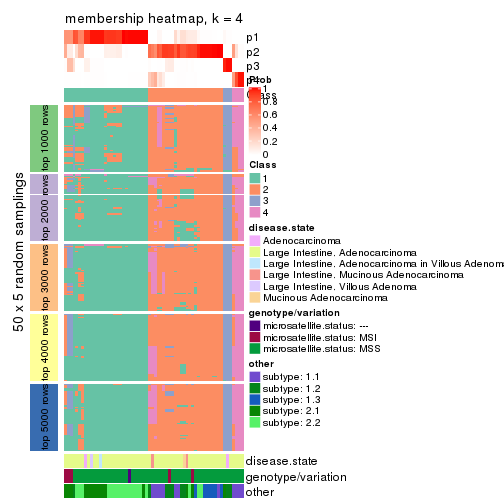 membership heatmap, k = 4
p1
p2
p3
Prob
1
0.8
0.6
0.4
0.2
0
Class
1
2
3
4
disease.state
Adenocarcinoma
Large Intestine. Adenocarcinoma
Large Intestine. Adenocarcinoma in Villous Adenom
Large Intestine. Mucinous Adenocarcinoma
Large Intestine. Villous Adenoma
Mucinous Adenocarcinoma
genotype/variation
microsatellite.status: ---
microsatellite.status: MSI
microsatellite.status: MSS
other
subtype: 1.1
subtype: 1.2
subtype: 1.3
subtype: 2.1
subtype: 2.2
50 x 5 random samplings
top 1000 rows
top 2000 rows
top 3000 rows
top 4000 rows
top 5000 rows
disease.state
genotype/variation
other